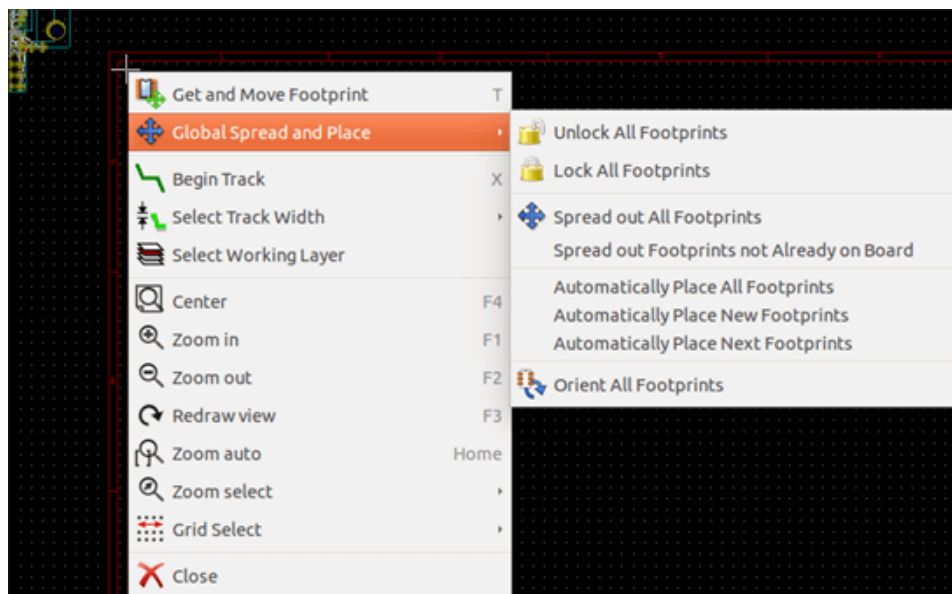 Get and Move Footprint T
Global Spread and Place
Begin Track X
Select Track Width
Select Working Layer
Center F4
Zoom in F1
Zoom out F2
Redraw view F3
Zoom auto Home
Zoom select
Grid Select
Close
Unlock All Footprints
Lock All Footprints
Spread out All Footprints
Spread out Footprints not Already on Board
Automatically Place All Footprints
Automatically Place New Footprints
Automatically Place Next Footprints
Orient All Footprints